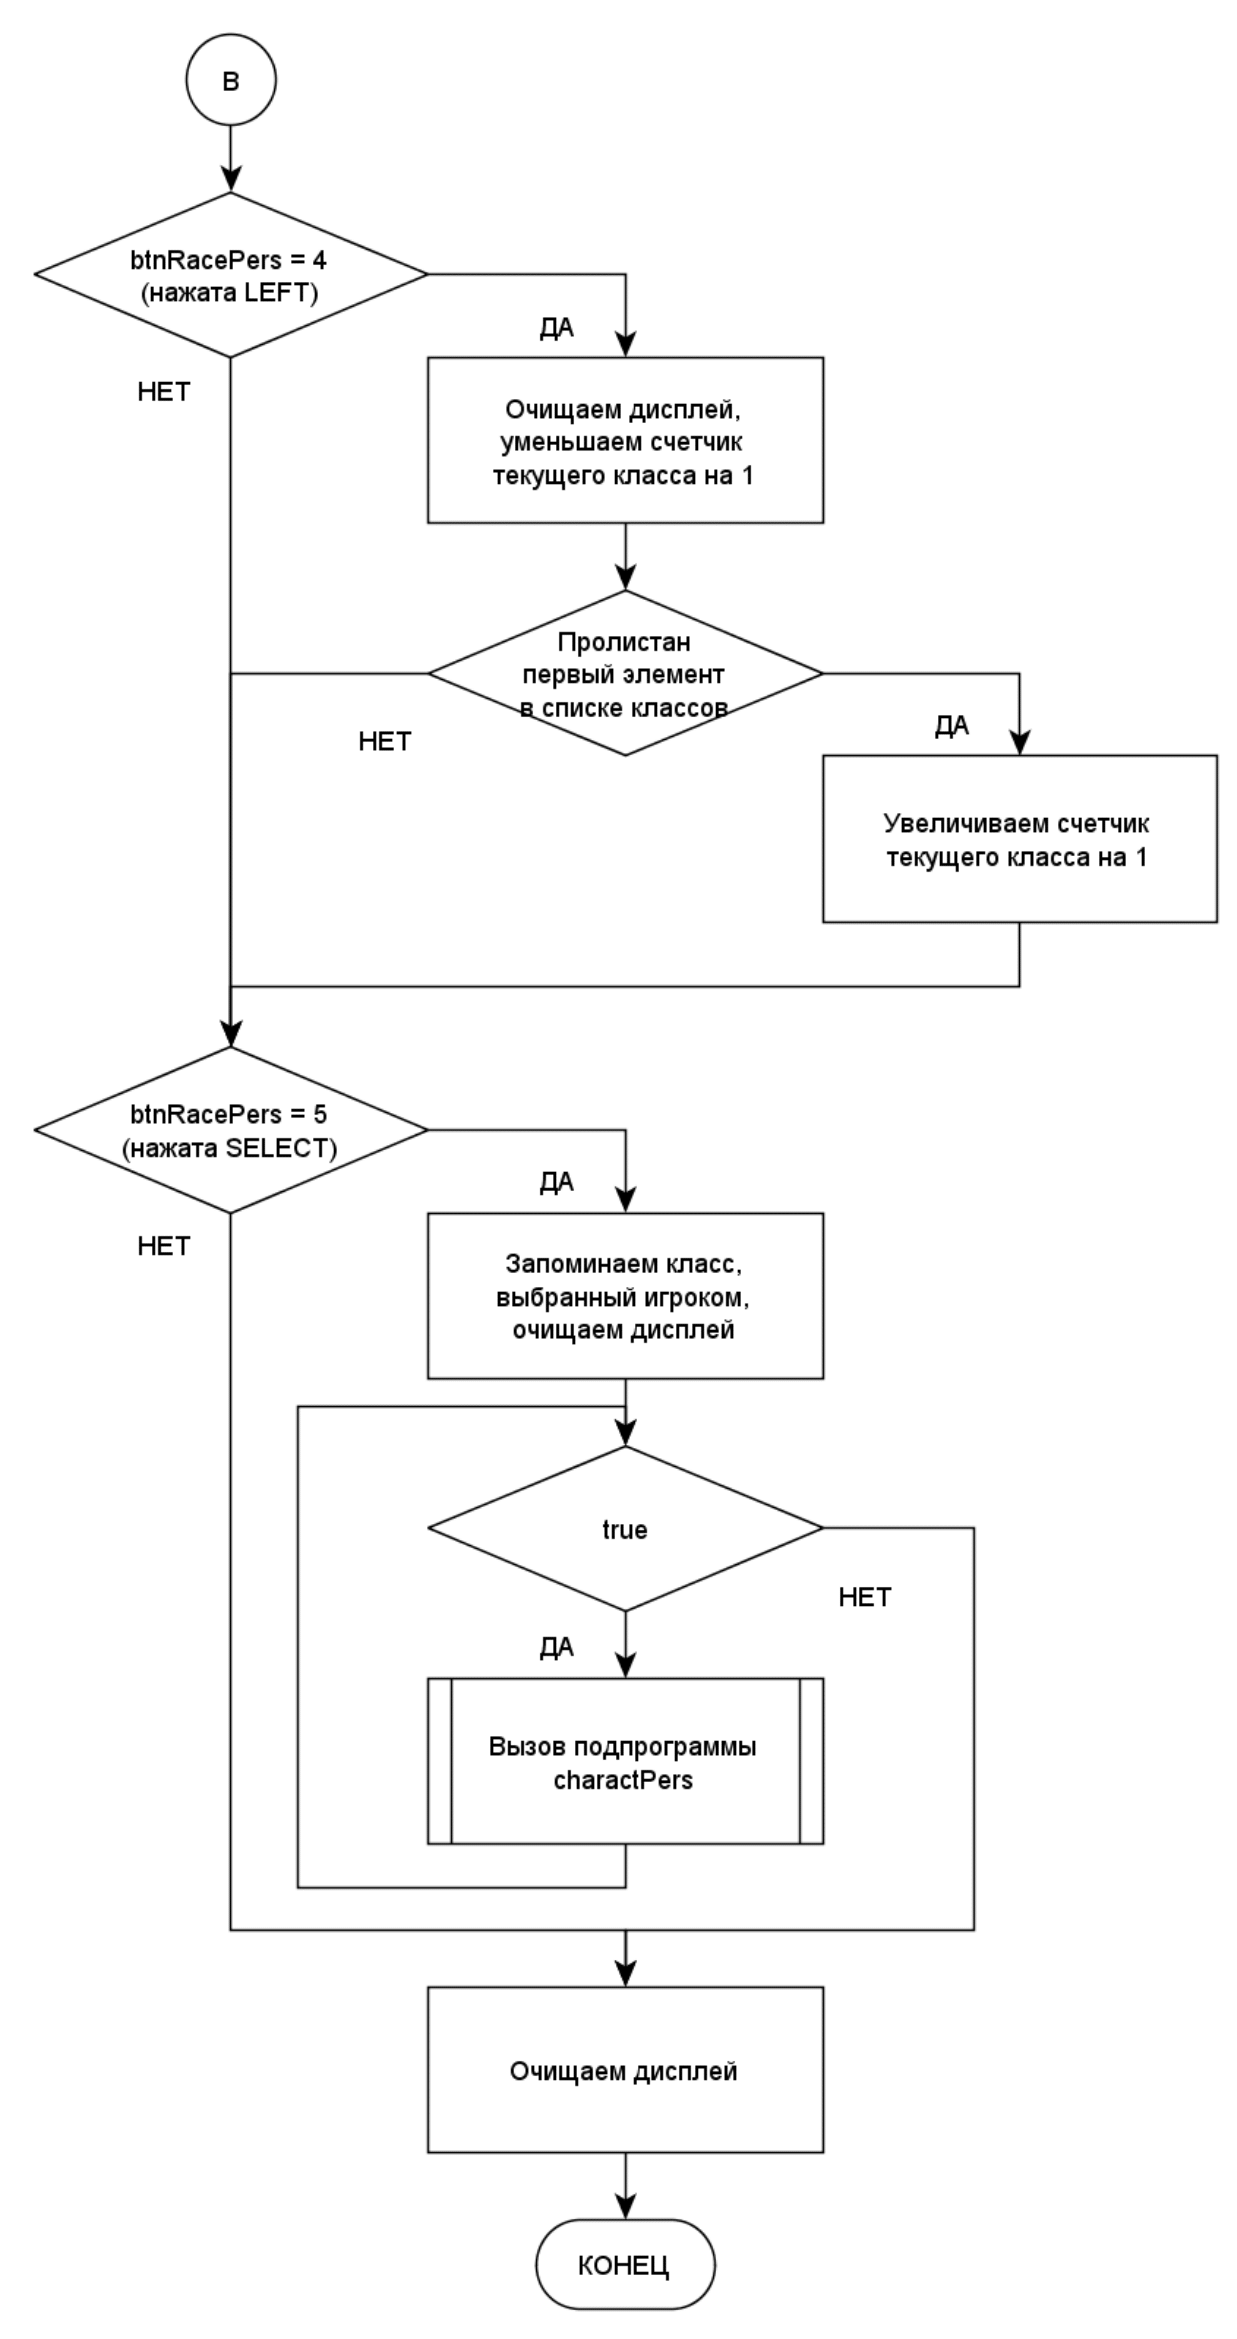 В
btnRacePers = 4
(нажата LEFT)
ДА
НЕТ
Очищаем дисплей,
уменьшаем счетчик
текущего класса на 1
Пролистан
первый элемент
в списке классов
НЕТ
ДА
Увеличиваем счетчик
текущего класса на 1
btnRacePers = 5
(нажата SELECT)
ДА
НЕТ
Запоминаем класс,
выбранный игроком,
очищаем дисплей
true
НЕТ
ДА
Вызов подпрограммы
charactPers
Очищаем дисплей
КОНЕЦ